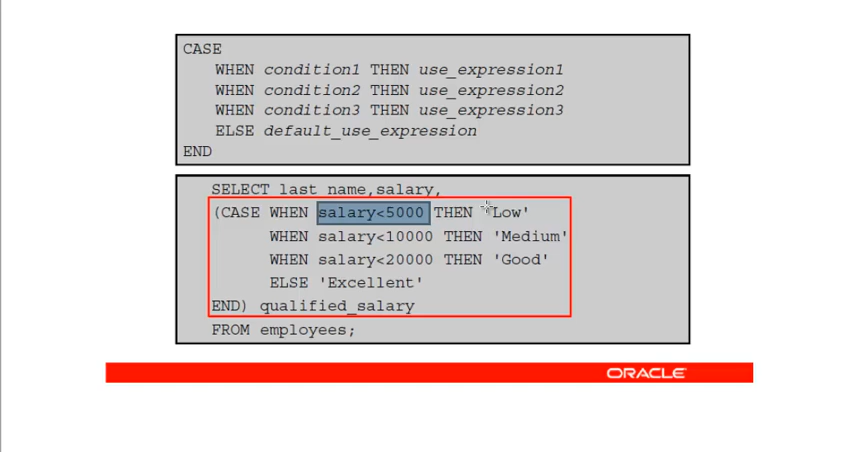 CASE
WHEN condition1 THEN use_expression1
WHEN condition2 THEN use_expression2
WHEN condition3 THEN use_expression3
ELSE default_use_expression
END
SELECT last name,salary,
(CASE WHEN salary<5000 THEN 'Low'
WHEN salary<10000 THEN 'Medium'
WHEN salary<20000 THEN 'Good'
ELSE 'Excellent'
END) qualified_salary
FROM employees;
ORACLE